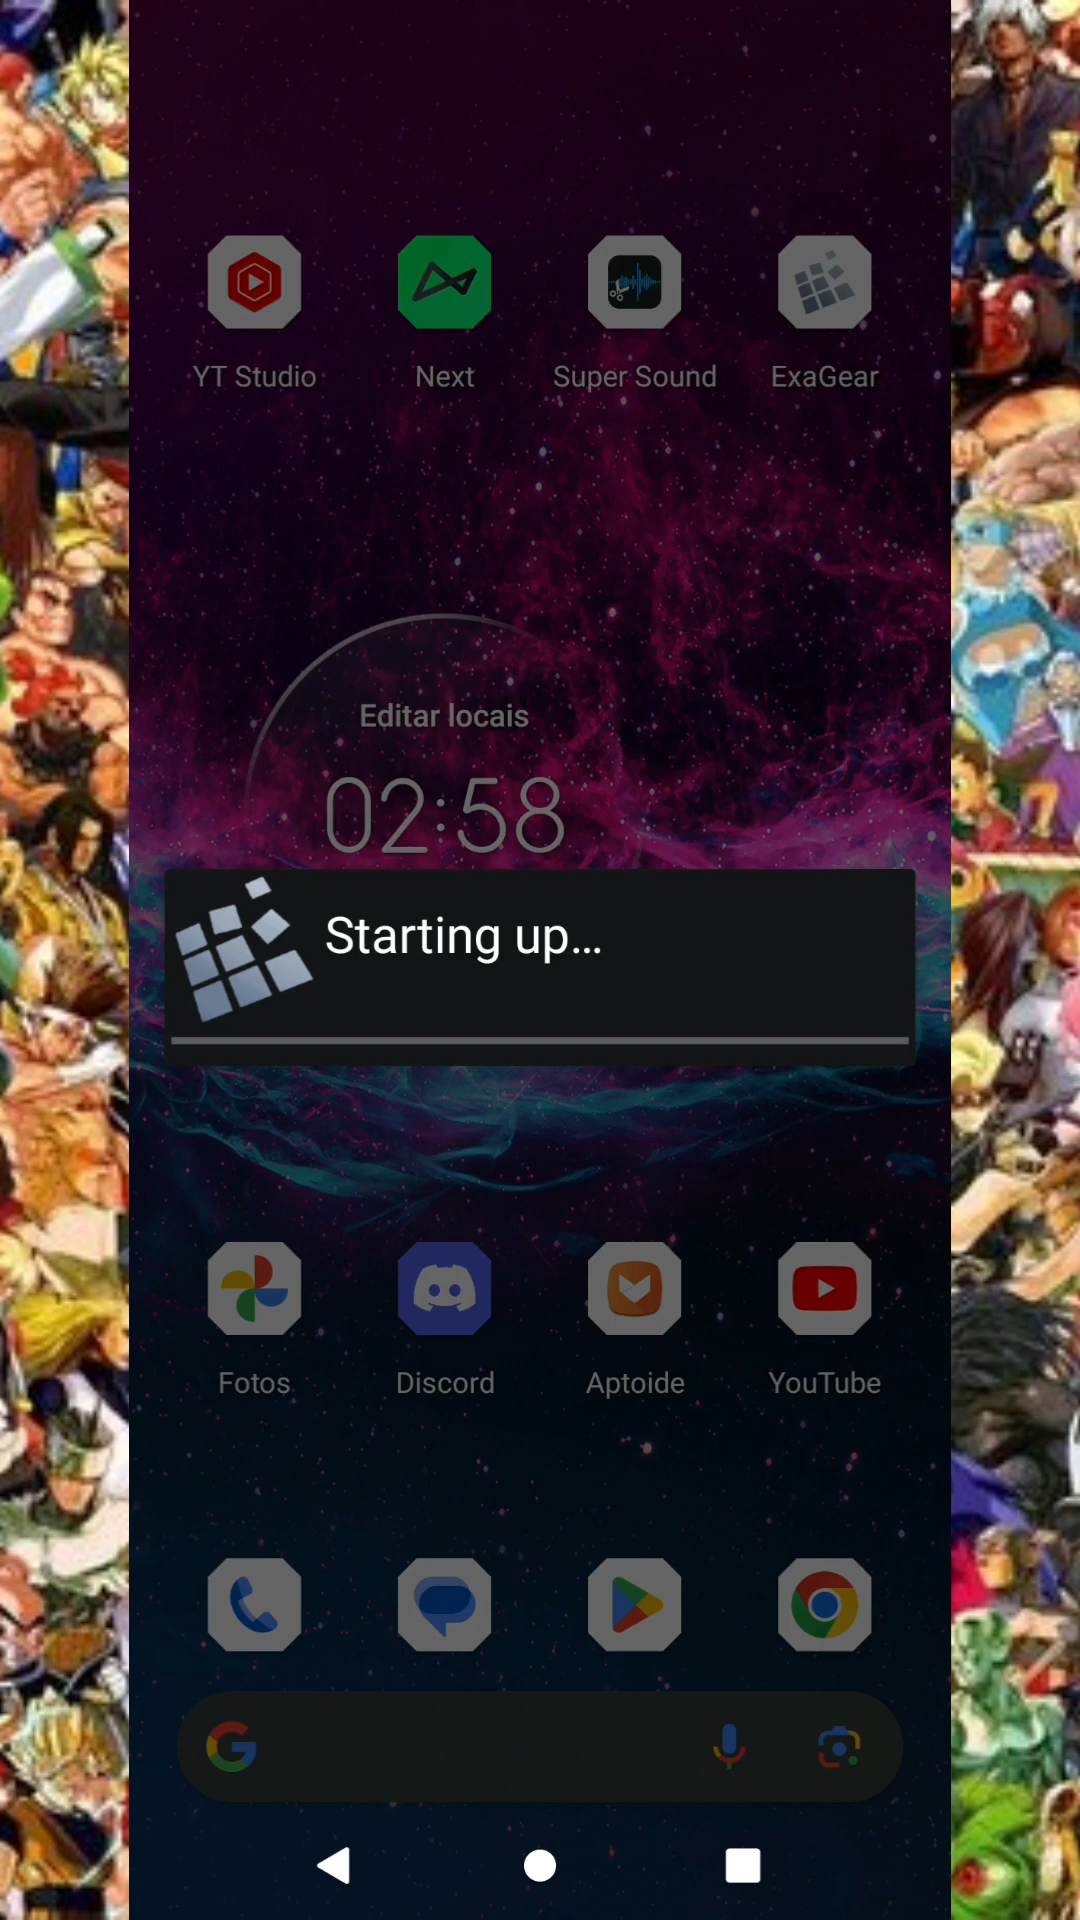 YT Studio
Next
Super Sound
ExaGear
Editar locais
02:58
Starting up...
Fotos
Discord
Aptoide
YouTube